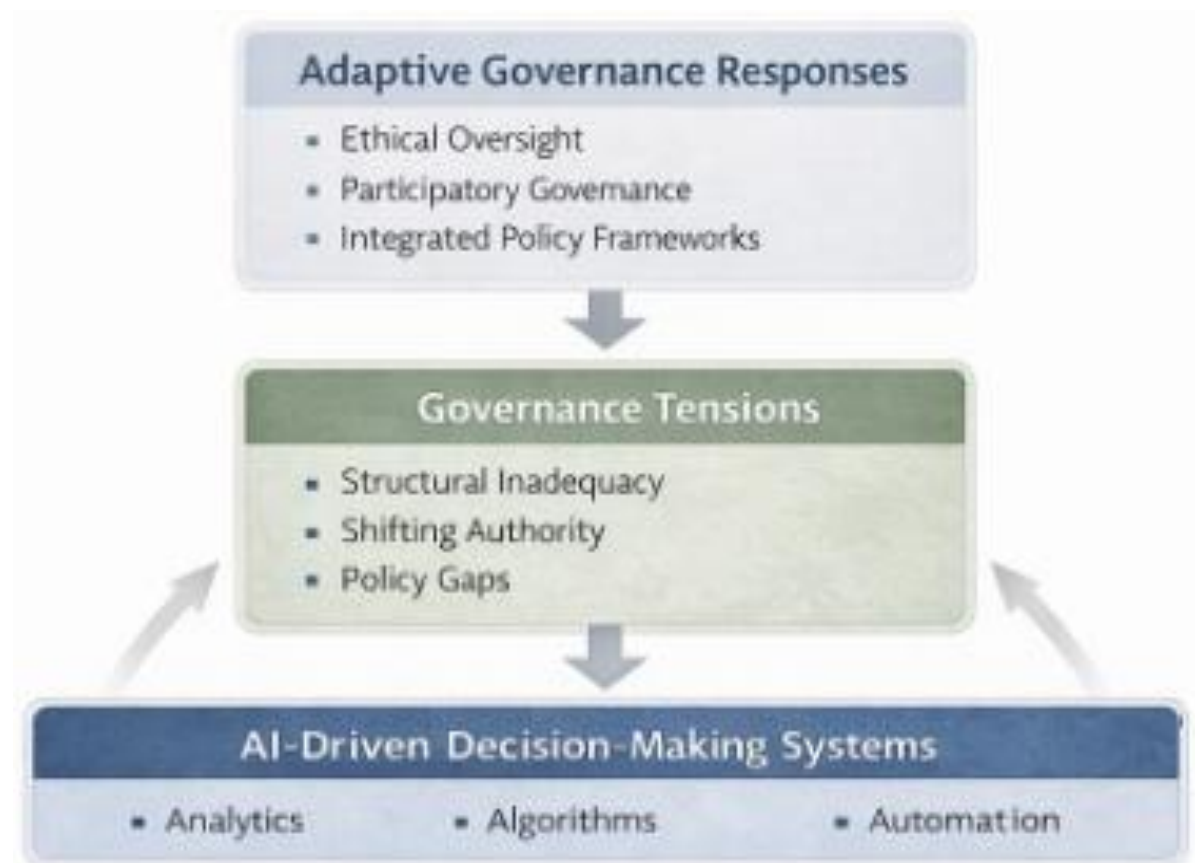 Adaptive Governance Responses
▪ Ethical Oversight
▪ Participatory Governance
▪ Integrated Policy Frameworks
Governance Tensions
▪ Structural Inadequacy
▪ Shifting Authority
▪ Policy Gaps
AI-Driven Decision-Making Systems
▪ Analytics ▪ Algorithms ▪ Automation